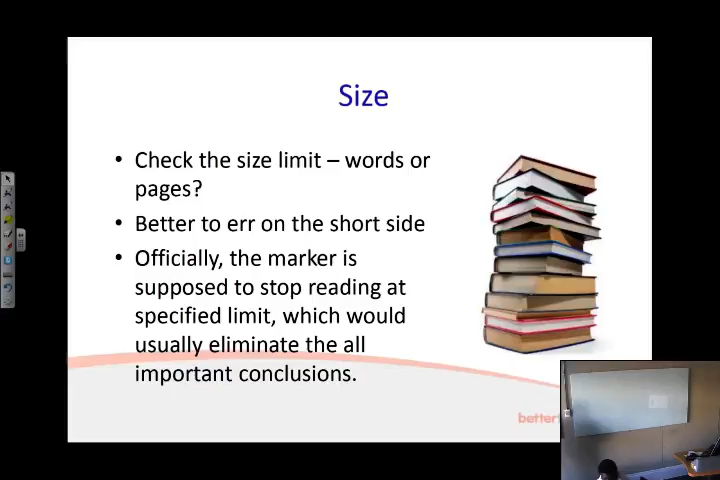 Size
• Check the size limit – words or
pages?
• Better to err on the short side
• Officially, the marker is
supposed to stop reading at
specified limit, which would
usually eliminate the all
important conclusions.
better